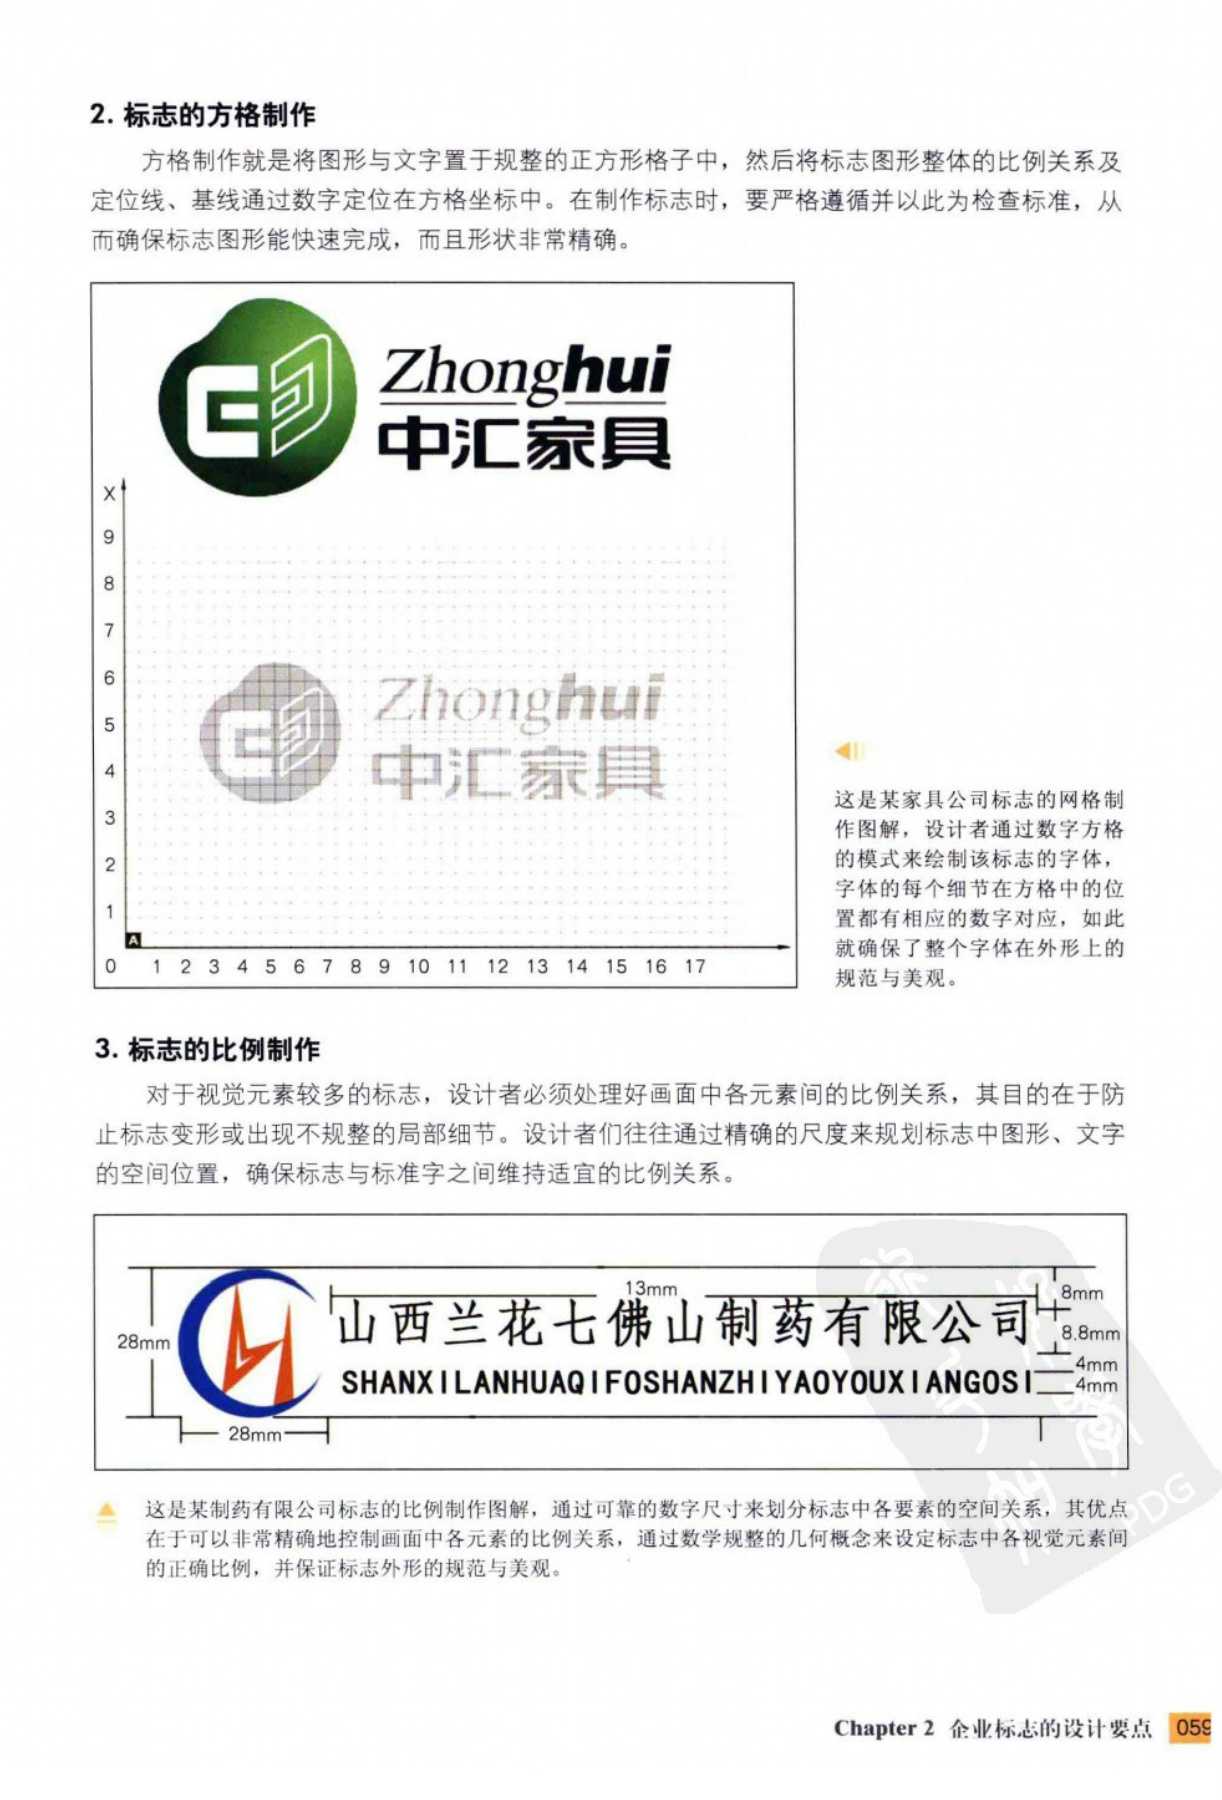 2. 标志的方格制作
方格制作就是将图形与文字置于规整的正方形格子中，然后将标志图形整体的比例关系及
定位线、基线通过数字定位在方格坐标中。在制作标志时，要严格遵循并以此为检查标准，从
而确保标志图形能快速完成，而且形状非常精确。
Zhonghui
中汇家具
X
9
8
7
6
5
4
3
2
1
Zhonghui
中汇家具
A
0 1 2 3 4 5 6 7 8 9 10 11 12 13 14 15 16 17
这是某家具公司标志的网格制
作图解，设计者通过数字方格
的模式来绘制该标志的字体，
字体的每个细节在方格中的位
置都有相应的数字对应，如此
就确保了整个字体在外形上的
规范与美观。
3. 标志的比例制作
对于视觉元素较多的标志，设计者必须处理好画面中各元素间的比例关系，其目的在于防
止标志变形或出现不规整的局部细节。设计者们往往通过精确的尺度来规划标志中图形、文字
的空间位置，确保标志与标准字之间维持适宜的比例关系。
13mm
8mm
28mm
山西兰花七佛山制药有限公司
8.8mm
SHANXILANHUAQIFOSHANZHIYAOYOUXIANGOSI
4mm
4mm
28mm
这是某制药有限公司标志的比例制作图解，通过可靠的数字尺寸来划分标志中各要素的空间关系，其优点
在于可以非常精确地控制画面中各元素的比例关系，通过数学规整的几何概念来设定标志中各视觉元素间
的正确比例，并保证标志外形的规范与美观。
PDG
Chapter 2 企业标志的设计要点 059